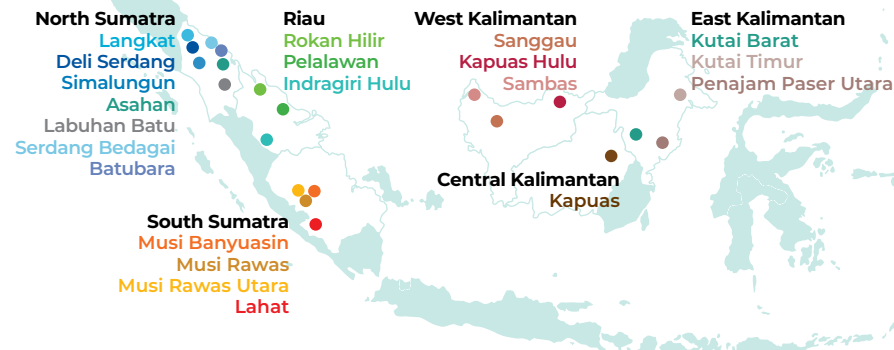 North Sumatra
Langkat
Deli Serdang
Simalungun
Asahan
Labuhan Batu
Serdang Bedagai
Batubara
Riau
Rokan Hilir
Pelalawan
Indragiri Hulu
West Kalimantan
Sanggau
Kapuas Hulu
Sambas
East Kalimantan
Kutai Barat
Kutai Timur
Penajam Paser Utara
Central Kalimantan
Kapuas
South Sumatra
Musi Banyuasin
Musi Rawas
Musi Rawas Utara
Lahat